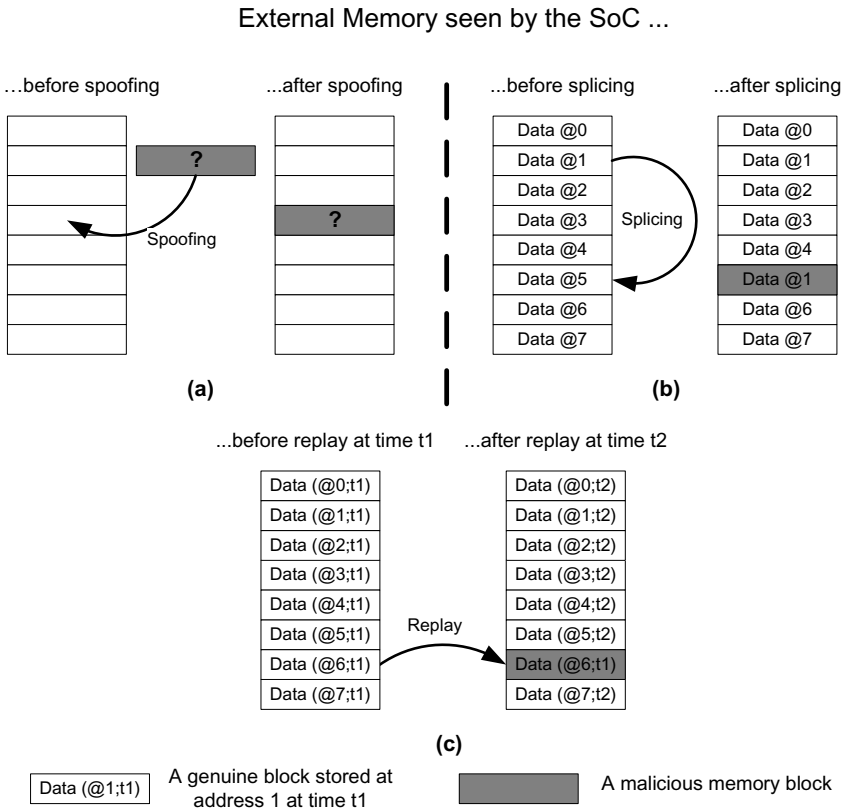 External Memory seen by the SoC ...
…before spoofing
...after spoofing
?
Spoofing
?
(a)
...before splicing
...after splicing
Data @0
Data @1
Data @2
Data @3
Data @4
Data @5
Data @6
Data @7
Splicing
Data @0
Data @1
Data @2
Data @3
Data @4
Data @1
Data @6
Data @7
(b)
...before replay at time t1
...after replay at time t2
Data (@0;t1)
Data (@1;t1)
Data (@2;t1)
Data (@3;t1)
Data (@4;t1)
Data (@5;t1)
Data (@6;t1)
Data (@7;t1)
Replay
Data (@0;t2)
Data (@1;t2)
Data (@2;t2)
Data (@3;t2)
Data (@4;t2)
Data (@5;t2)
Data (@6;t1)
Data (@7;t2)
(c)
Data (@1;t1)
A genuine block stored at
address 1 at time t1
A malicious memory block